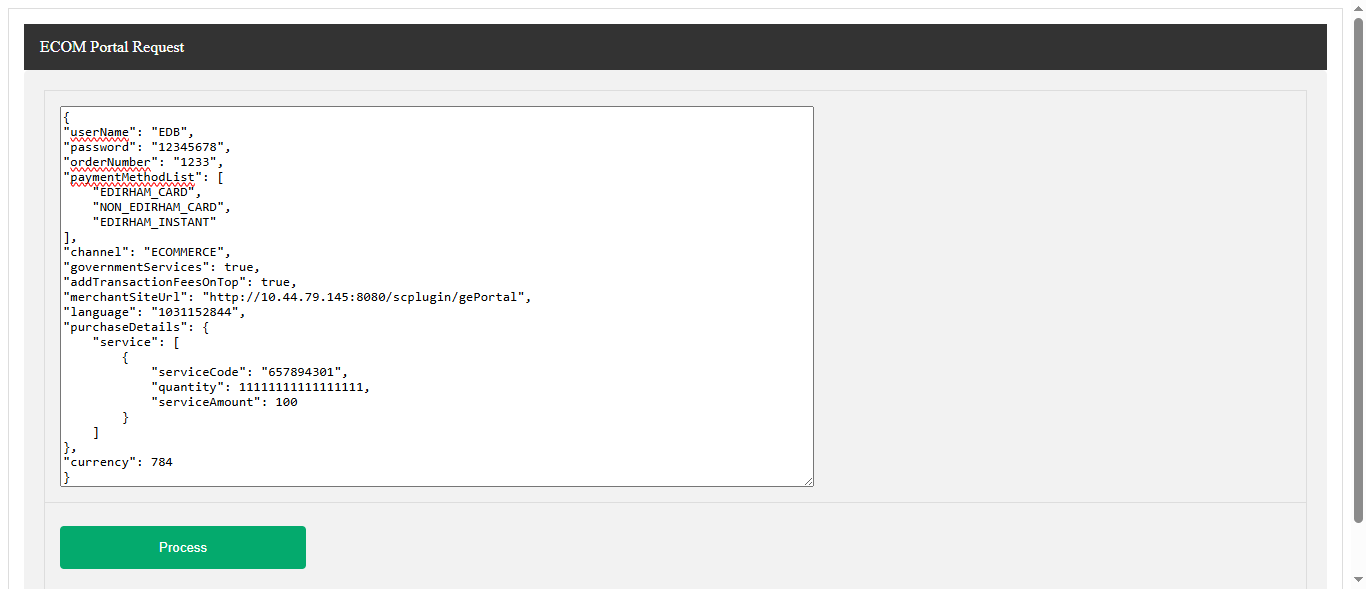 ECOM Portal Request
{
"userName": "EDB",
"password": "12345678",
"orderNumber": "1233",
"paymentMethodList": [
    "EDIRHAM_CARD",
    "NON_EDIRHAM_CARD",
    "EDIRHAM_INSTANT"
],
"channel": "ECOMMERCE",
"governmentServices": true,
"addTransactionFeesOnTop": true,
"merchantSiteUrl": "http://10.44.79.145:8080/scplugin/gePortal",
"language": "1031152844",
"purchaseDetails": {
    "service": [
        {
            "serviceCode": "657894301",
            "quantity": 11111111111111111,
            "serviceAmount": 100
        }
    ]
},
"currency": 784
}
Process